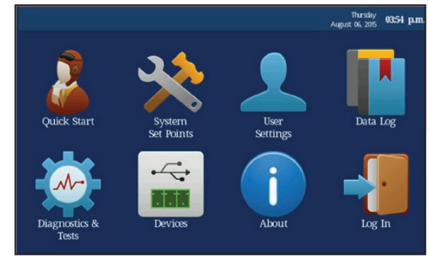 Thursday
August 06, 2015
03:54 p.m.
Quick Start
System
Set Points
User
Settings
Data Log
Diagnostics &
Tests
Devices
About
Log In